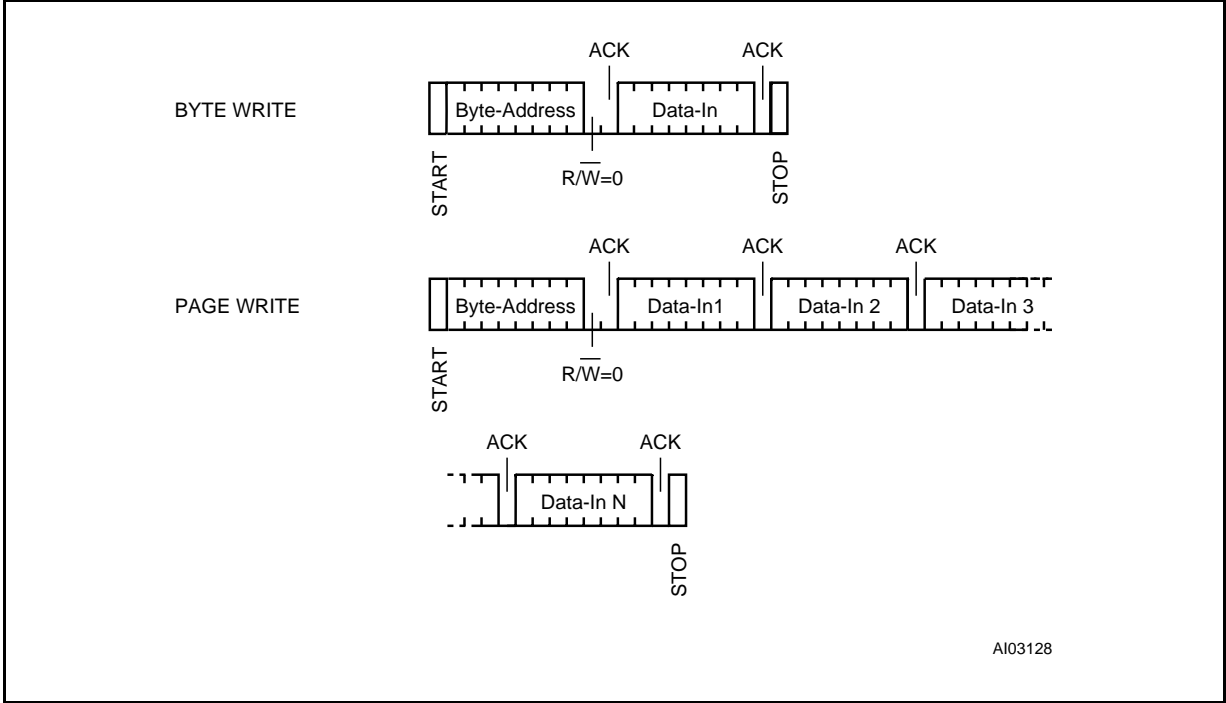 ACK ACK
BYTE WRITE Byte-Address Data-In
R/W=0
START STOP
ACK ACK ACK
PAGE WRITE Byte-Address Data-In1 Data-In 2 Data-In 3
R/W=0
START
ACK ACK
Data-In N
STOP
AI03128